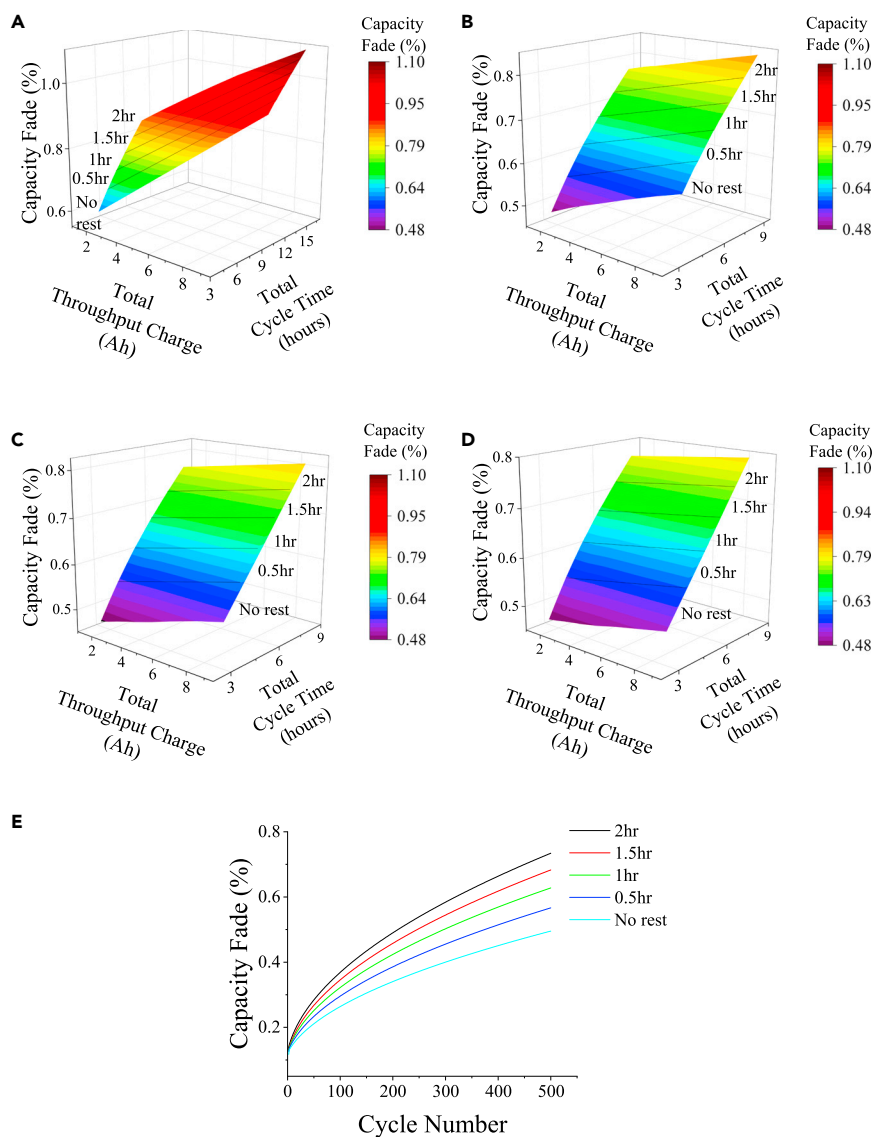 A
Capacity
Fade (%)
1.10
0.95
0.79
0.64
0.48
Capacity Fade (%)
1.0
0.8
0.6
2hr
1.5hr
1hr
0.5hr
No
rest
2
4
6
8
3
6
9
12
15
Total
Throughput Charge
(Ah)
Total
Cycle Time
(hours)
B
Capacity
Fade (%)
1.10
0.95
0.79
0.64
0.48
Capacity Fade (%)
0.8
0.7
0.6
0.5
2hr
1.5hr
1hr
0.5hr
No rest
2
4
6
8
3
6
9
Total
Throughput Charge
(Ah)
Total
Cycle Time
(hours)
C
Capacity
Fade (%)
1.10
0.95
0.79
0.64
0.48
Capacity Fade (%)
0.8
0.7
0.6
0.5
2hr
1.5hr
1hr
0.5hr
No rest
2
4
6
8
3
6
9
Total
Throughput Charge
(Ah)
Total
Cycle Time
(hours)
D
Capacity
Fade (%)
1.10
0.94
0.79
0.63
0.48
Capacity Fade (%)
0.8
0.7
0.6
0.5
2hr
1.5hr
1hr
0.5hr
No rest
2
4
6
8
3
6
9
Total
Throughput Charge
(Ah)
Total
Cycle Time
(hours)
E
Capacity Fade (%)
0.8
0.6
0.4
0.2
2hr
1.5hr
1hr
0.5hr
No rest
0
100
200
300
400
500
Cycle Number